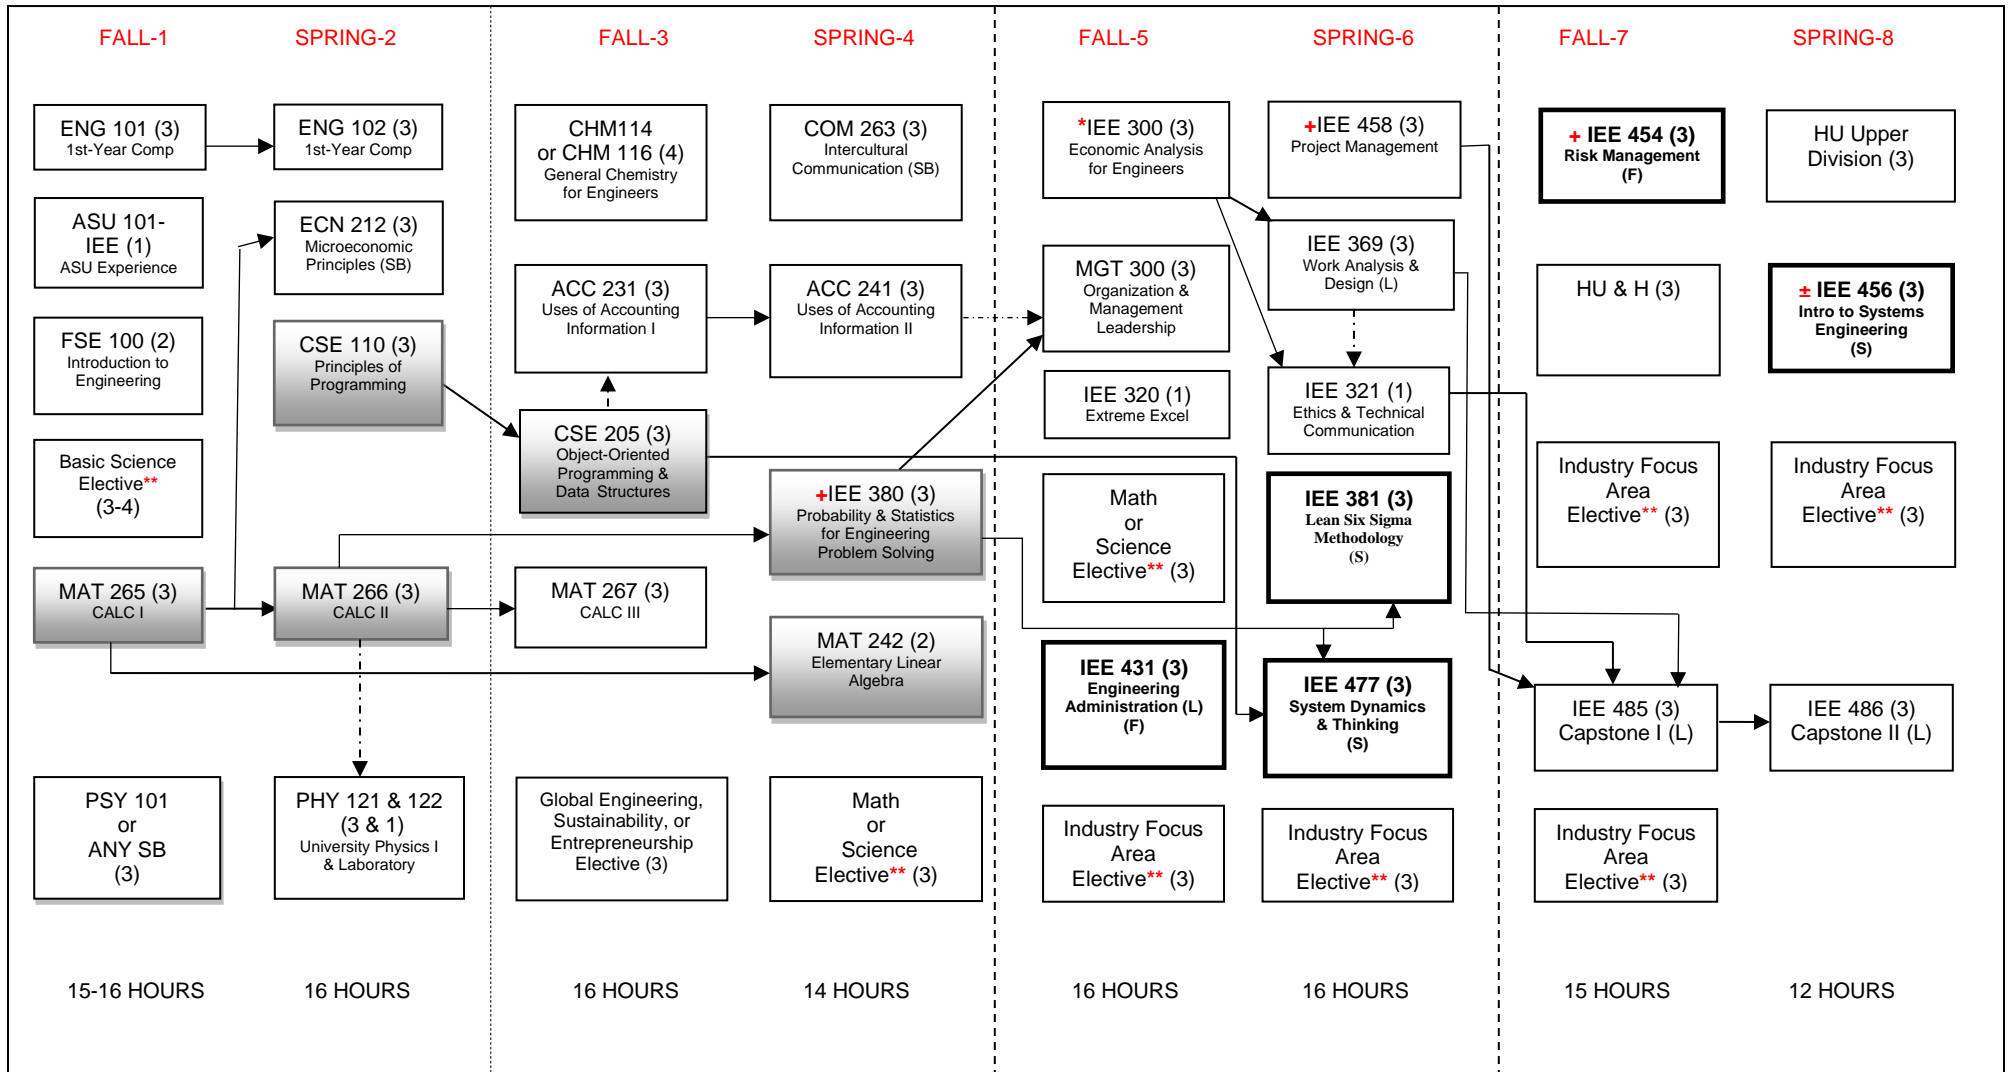 FALL-1
SPRING-2
FALL-3
SPRING-4
FALL-5
SPRING-6
FALL-7
SPRING-8
ENG 101 (3)
1st-Year Comp
ASU 101-
IEE (1)
ASU Experience
FSE 100 (2)
Introduction to
Engineering
Basic Science
Elective**
(3-4)
MAT 265 (3)
CALC I
PSY 101
or
ANY SB
(3)
15-16 HOURS
ENG 102 (3)
1st-Year Comp
ECN 212 (3)
Microeconomic
Principles (SB)
CSE 110 (3)
Principles of
Programming
MAT 266 (3)
CALC II
PHY 121 & 122
(3 & 1)
University Physics I
& Laboratory
16 HOURS
CHM114
or CHM 116 (4)
General Chemistry
for Engineers
ACC 231 (3)
Uses of Accounting
Information I
CSE 205 (3)
Object-Oriented
Programming &
Data Structures
MAT 267 (3)
CALC III
Global Engineering,
Sustainability, or
Entrepreneurship
Elective (3)
16 HOURS
COM 263 (3)
Intercultural
Communication (SB)
ACC 241 (3)
Uses of Accounting
Information II
+IEE 380 (3)
Probability & Statistics
for Engineering
Problem Solving
MAT 242 (2)
Elementary Linear
Algebra
Math
or
Science
Elective** (3)
14 HOURS
*IEE 300 (3)
Economic Analysis
for Engineers
MGT 300 (3)
Organization &
Management
Leadership
IEE 320 (1)
Extreme Excel
Math
or
Science
Elective** (3)
IEE 431 (3)
Engineering
Administration (L)
(F)
Industry Focus
Area
Elective** (3)
16 HOURS
+IEE 458 (3)
Project Management
IEE 369 (3)
Work Analysis &
Design (L)
IEE 321 (1)
Ethics & Technical
Communication
IEE 381 (3)
Lean Six Sigma
Methodology
(S)
IEE 477 (3)
System Dynamics
& Thinking
(S)
Industry Focus
Area
Elective** (3)
16 HOURS
+ IEE 454 (3)
Risk Management
(F)
HU & H (3)
Industry Focus
Area
Elective** (3)
IEE 485 (3)
Capstone I (L)
Industry Focus
Area
Elective** (3)
15 HOURS
HU Upper
Division (3)
± IEE 456 (3)
Intro to Systems
Engineering
(S)
Industry Focus
Area
Elective** (3)
IEE 486 (3)
Capstone II (L)
12 HOURS